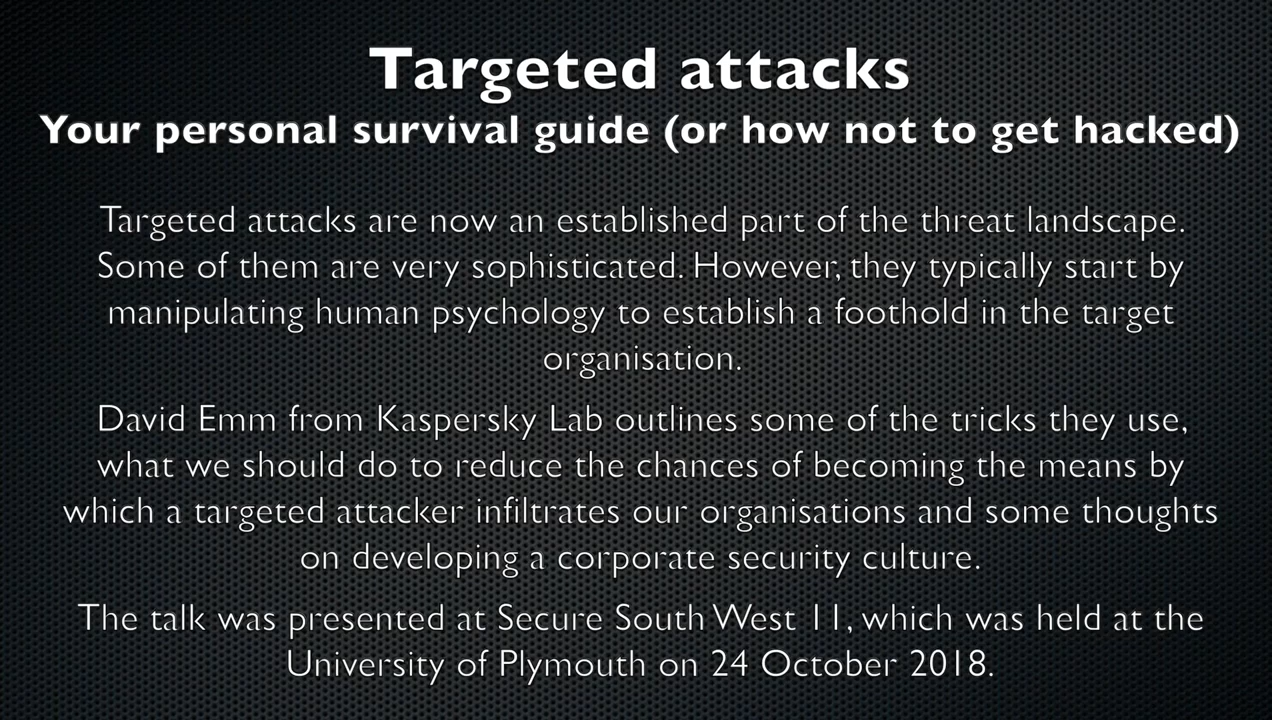 Targeted attacks
Your personal survival guide (or how not to get hacked)
Targeted attacks are now an established part of the threat landscape.
Some of them are very sophisticated. However, they typically start by
manipulating human psychology to establish a foothold in the target
organisation.
David Emm from Kaspersky Lab outlines some of the tricks they use,
what we should do to reduce the chances of becoming the means by
which a targeted attacker infiltrates our organisations and some thoughts
on developing a corporate security culture.
The talk was presented at Secure South West 11, which was held at the
University of Plymouth on 24 October 2018.